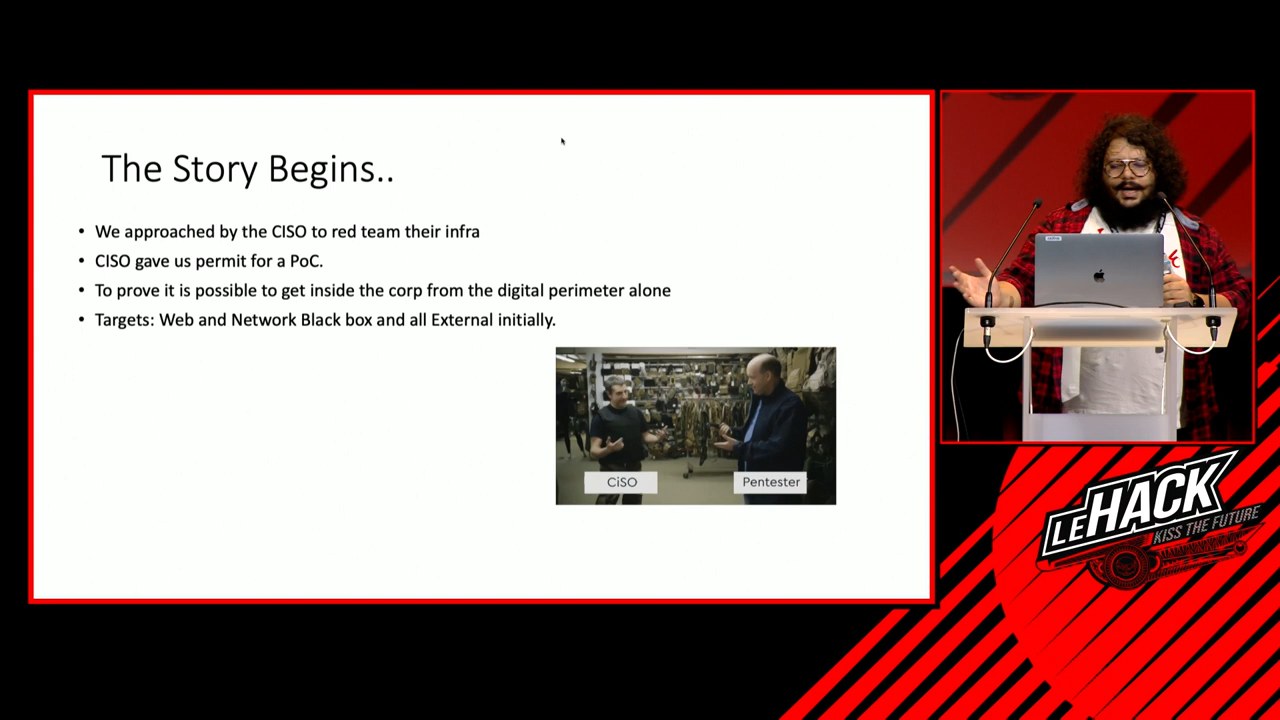 The Story Begins..
• We approached by the CISO to red team their infra
• CISO gave us permit for a PoC.
• To prove it is possible to get inside the corp from the digital perimeter alone
• Targets: Web and Network Black box and all External initially.
CiSO
Pentester
LEHACK
KISS THE FUTURE